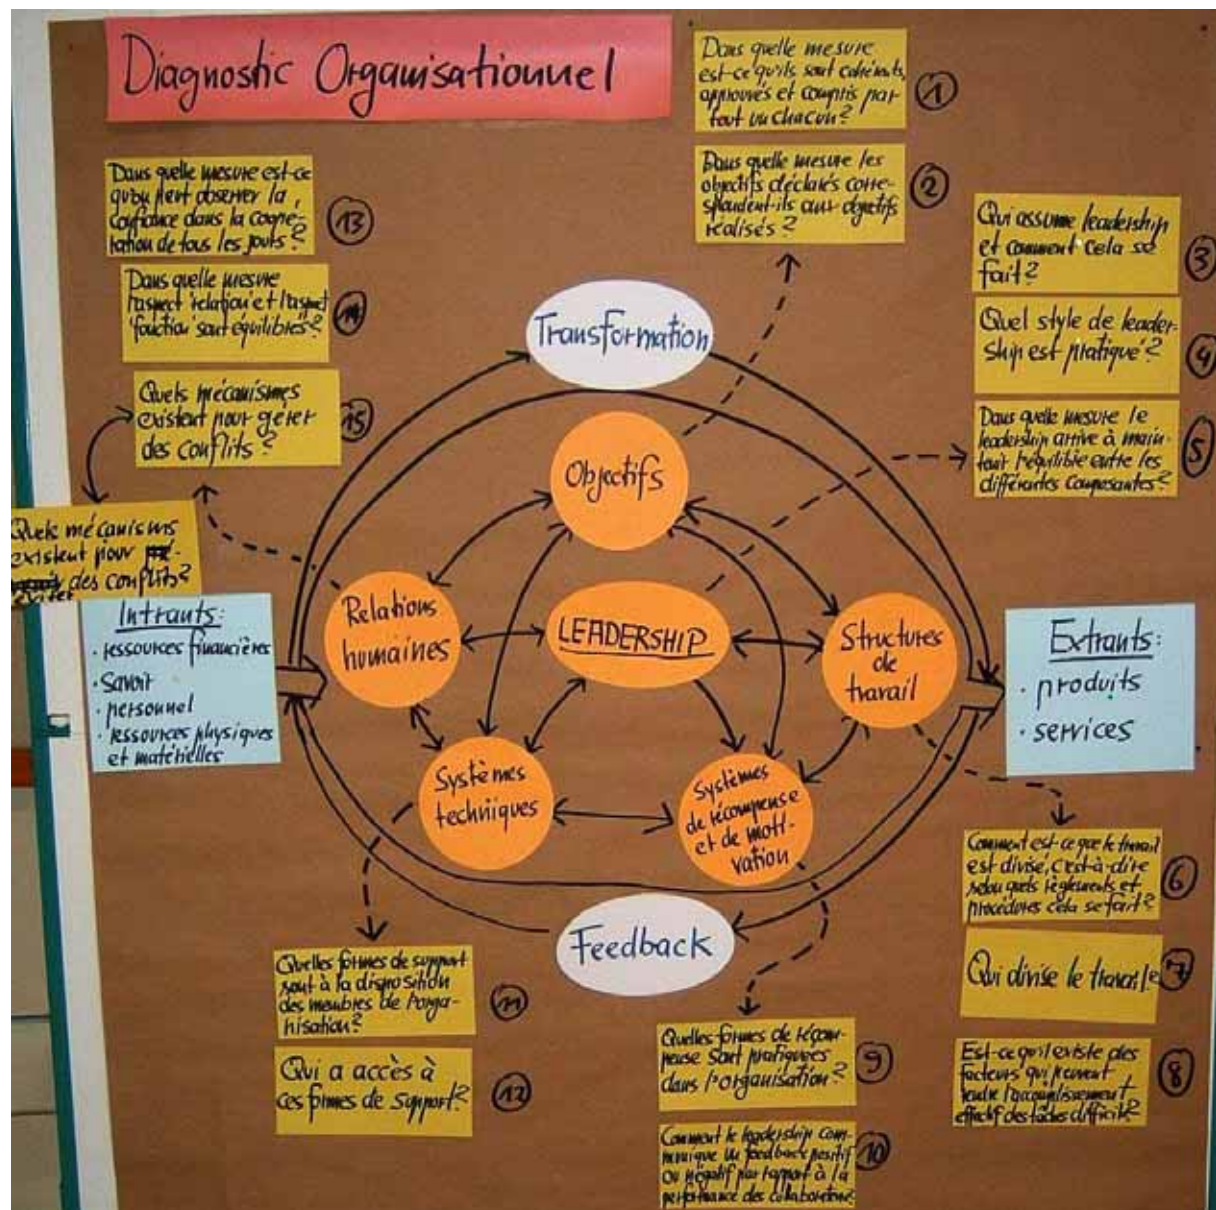 Diagnostic Organisationnel
Dans quelle mesure
est-ce qu'ils sont cohérents,
approuvés et compris par
tout un chacun?
1
Dans quelle mesure les
objectifs déclarés corre-
spondent-ils aux objectifs
réalisés?
2
Dans quelle mesure est-ce
qu'on peut observer la
confiance dans la coopé-
ration de tous les jours?
13
Dans quelle mesure
l'aspect 'relation' et l'aspect
'fonction' sont équilibrés?
14
Quels mécanismes
existent pour gérer
des conflits?
15
Quels mécanisms
existent pour
des conflits?
éviter
Qui assume leadership
et comment cela se
fait?
3
Quel style de leader-
ship est pratiqué?
4
Dans quelle mesure le
leadership arrive à main-
tenir l'équilibre entre les
différentes composantes?
5
Transformation
Objectifs
Relations
humaines
LEADERSHIP
Structures
de
travail
Systèmes
techniques
Systèmes
de récompense
et de moti-
vation
Feedback
Intrants:
· ressources financières
· savoir
· personnel
· ressources physiques
et matérielles
Extrants:
· produits
· services
Comment est-ce que le travail
est divisé, c'est-à-dire
selon quels règlements et
procédures cela se fait?
6
Qui divise le travail?
7
Est-ce qu'il existe des
facteurs qui peuvent
rendre l'accomplissement
effectif des tâches difficile?
8
Quelles formes de support
sont à la disposition
des membres de l'orga-
nisation?
11
Qui a accès à
ces formes de support?
12
Quelles formes de récom-
pense sont pratiquées
dans l'organisation?
9
Comment le leadership com-
munique un feedback positif
ou négatif par rapport à la
performance des collaborateurs?
10